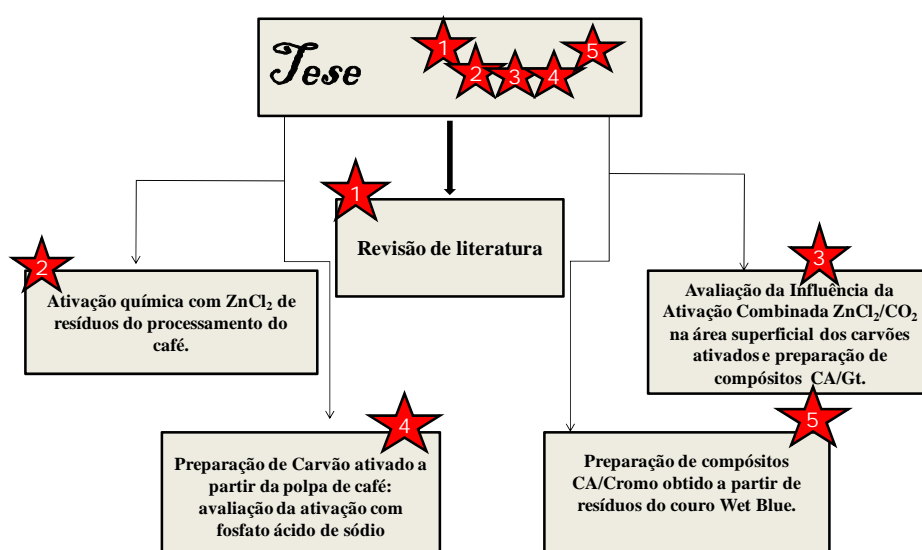 Tese
1
2
3
4
5
1
Revisão de literatura
2
Ativação química com ZnCl₂ de
resíduos do processamento do
café.
3
Avaliação da Influência da
Ativação Combinada ZnCl₂/CO₂
na área superficial dos carvões
ativados e preparação de
compósitos CA/Gt.
4
Preparação de Carvão ativado a
partir da polpa de café:
avaliação da ativação com
fosfato ácido de sódio
5
Preparação de compósitos
CA/Cromo obtido a partir de
resíduos do couro Wet Blue.